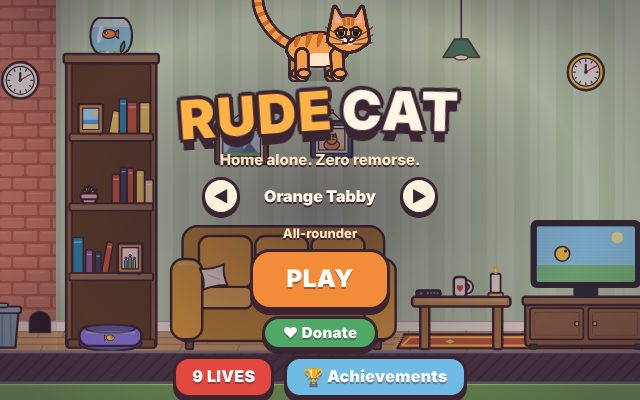 RUDE CAT
Home alone. Zero remorse.
Orange Tabby
All-rounder
PLAY
♥ Donate
9 LIVES
🏆 Achievements